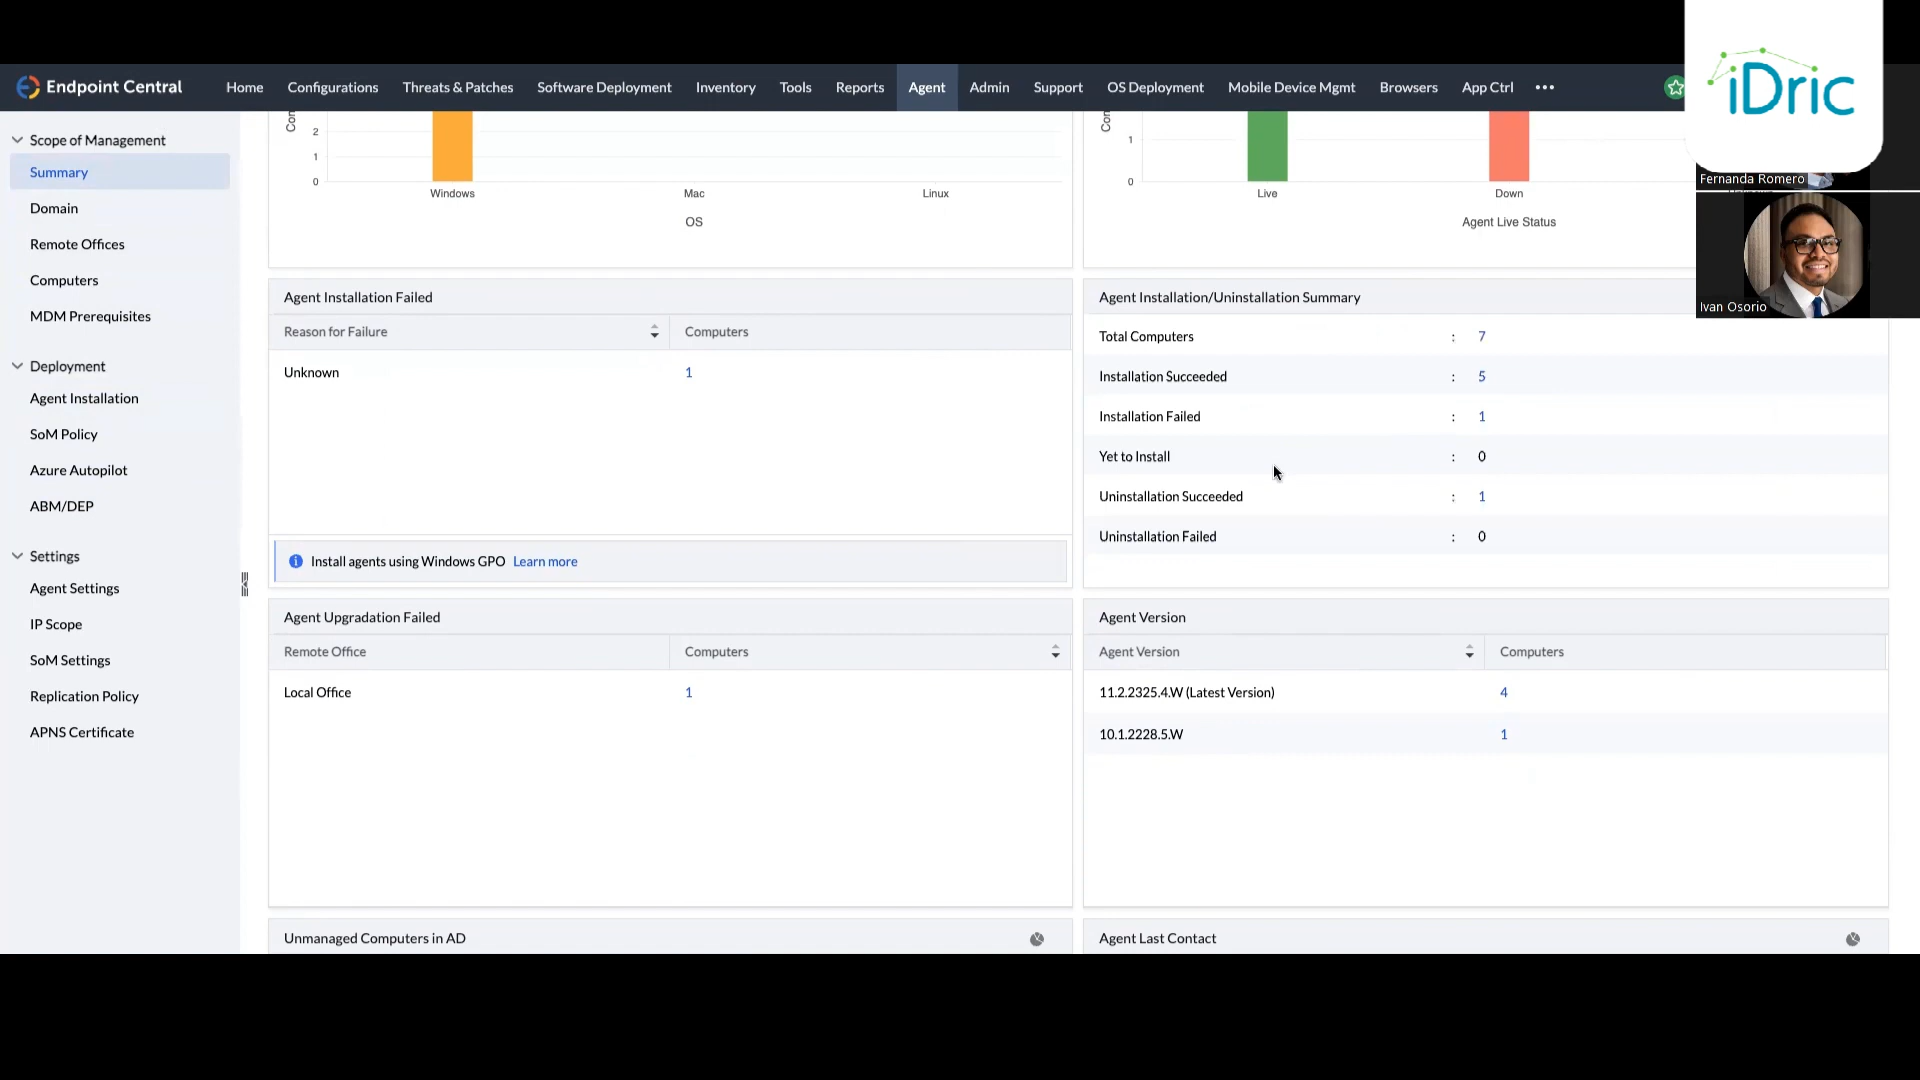 Endpoint Central
Home
Configurations
Threats & Patches
Software Deployment
Inventory
Tools
Reports
Agent
Admin
Support
OS Deployment
Mobile Device Mgmt
Browsers
App Ctrl
iDric
Fernanda Romero
Ivan Osorio
Scope of Management
Summary
Domain
Remote Offices
Computers
MDM Prerequisites
Deployment
Agent Installation
SoM Policy
Azure Autopilot
ABM/DEP
Settings
Agent Settings
IP Scope
SoM Settings
Replication Policy
APNS Certificate
2
1
0
Windows
Mac
Linux
OS
1
0
Live
Down
Agent Live Status
Agent Installation Failed
Reason for Failure
Computers
Unknown
1
Install agents using Windows GPO Learn more
Agent Installation/Uninstallation Summary
Total Computers : 7
Installation Succeeded : 5
Installation Failed : 1
Yet to Install : 0
Uninstallation Succeeded : 1
Uninstallation Failed : 0
Agent Upgradation Failed
Remote Office
Computers
Local Office
1
Agent Version
Agent Version
Computers
11.2.2325.4.W (Latest Version)
4
10.1.2228.5.W
1
Unmanaged Computers in AD
Agent Last Contact